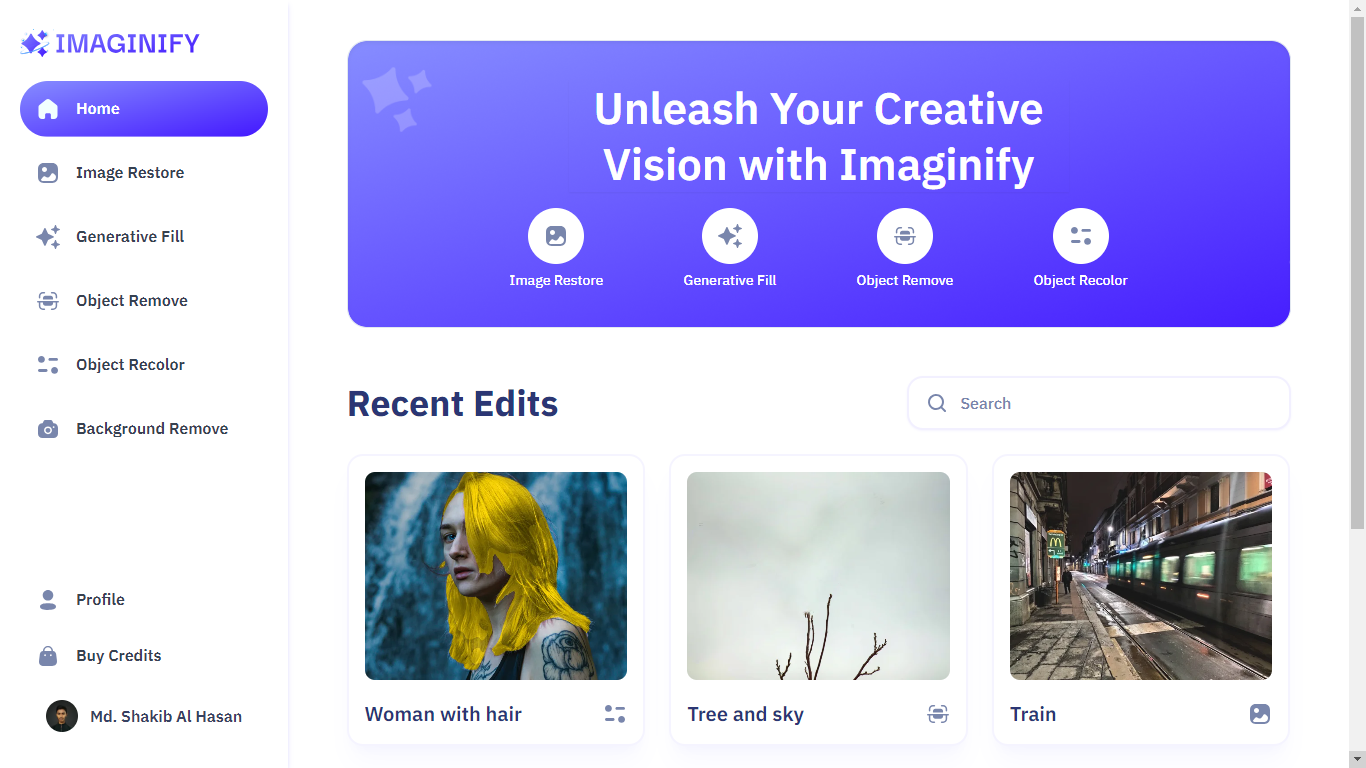 IMAGINIFY
Home
Image Restore
Generative Fill
Object Remove
Object Recolor
Background Remove
Profile
Buy Credits
Md. Shakib Al Hasan
Unleash Your Creative
Vision with Imaginify
Image Restore
Generative Fill
Object Remove
Object Recolor
Recent Edits
Search
Woman with hair
Tree and sky
Train